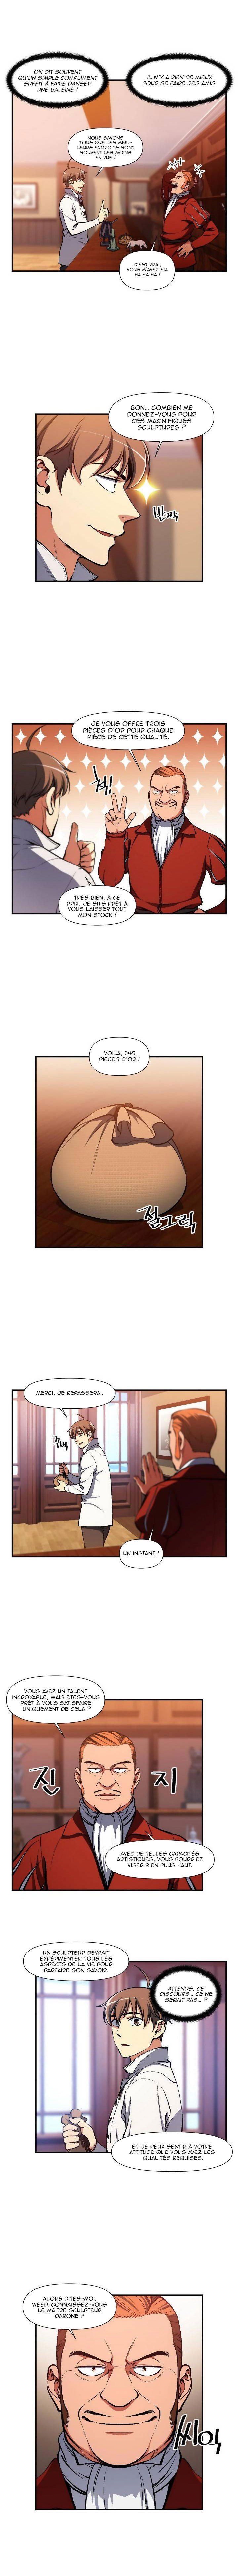 ON DIT SOUVENT
QU'UN SIMPLE COMPLIMENT
SUFFIT À FAIRE DANSER
UNE BALEINE !
IL N'Y A RIEN DE MIEUX
POUR SE FAIRE DES AMIS.
NOUS SAVONS
TOUS QUE LES MEIL-
LEURS ENDROITS SONT
SOUVENT LES MOINS
EN VUE !
C'EST VRAI,
VOUS M'AVEZ EU.
HA HA HA !
BON... COMBIEN ME
DONNEZ-VOUS POUR
CES MAGNIFIQUES
SCULPTURES ?
반짝
JE VOUS OFFRE TROIS
PIÈCES D'OR POUR CHAQUE
PIÈCE DE CETTE QUALITÉ.
척!
TRÈS BIEN, À CE
PRIX, JE SUIS PRÊT À
VOUS LAISSER TOUT
MON STOCK !
VOILÀ, 245
PIÈCES D'OR !
절그럭
MERCI, JE REPASSERAI.
UN INSTANT !
VOUS AVEZ UN TALENT
INCROYABLE, MAIS ÊTES-VOUS
PRÊT À VOUS SATISFAIRE
UNIQUEMENT DE CELA ?
진 지
AVEC DE TELLES CAPACITÉS
ARTISTIQUES, VOUS POURRIEZ
VISER BIEN PLUS HAUT.
UN SCULPTEUR DEVRAIT
EXPÉRIMENTER TOUS LES
ASPECTS DE LA VIE POUR
PARFAIRE SON SAVOIR.
ATTENDS, CE
DISCOURS... CE NE
SERAIT PAS... ?
ET JE PEUX SENTIR À VOTRE
ATTITUDE QUE VOUS AVEZ LES
QUALITÉS REQUISES.
ALORS DITES-MOI,
WEED, CONNAISSEZ-VOUS
LE MAITRE SCULPTEUR
DARONE ?
씨익